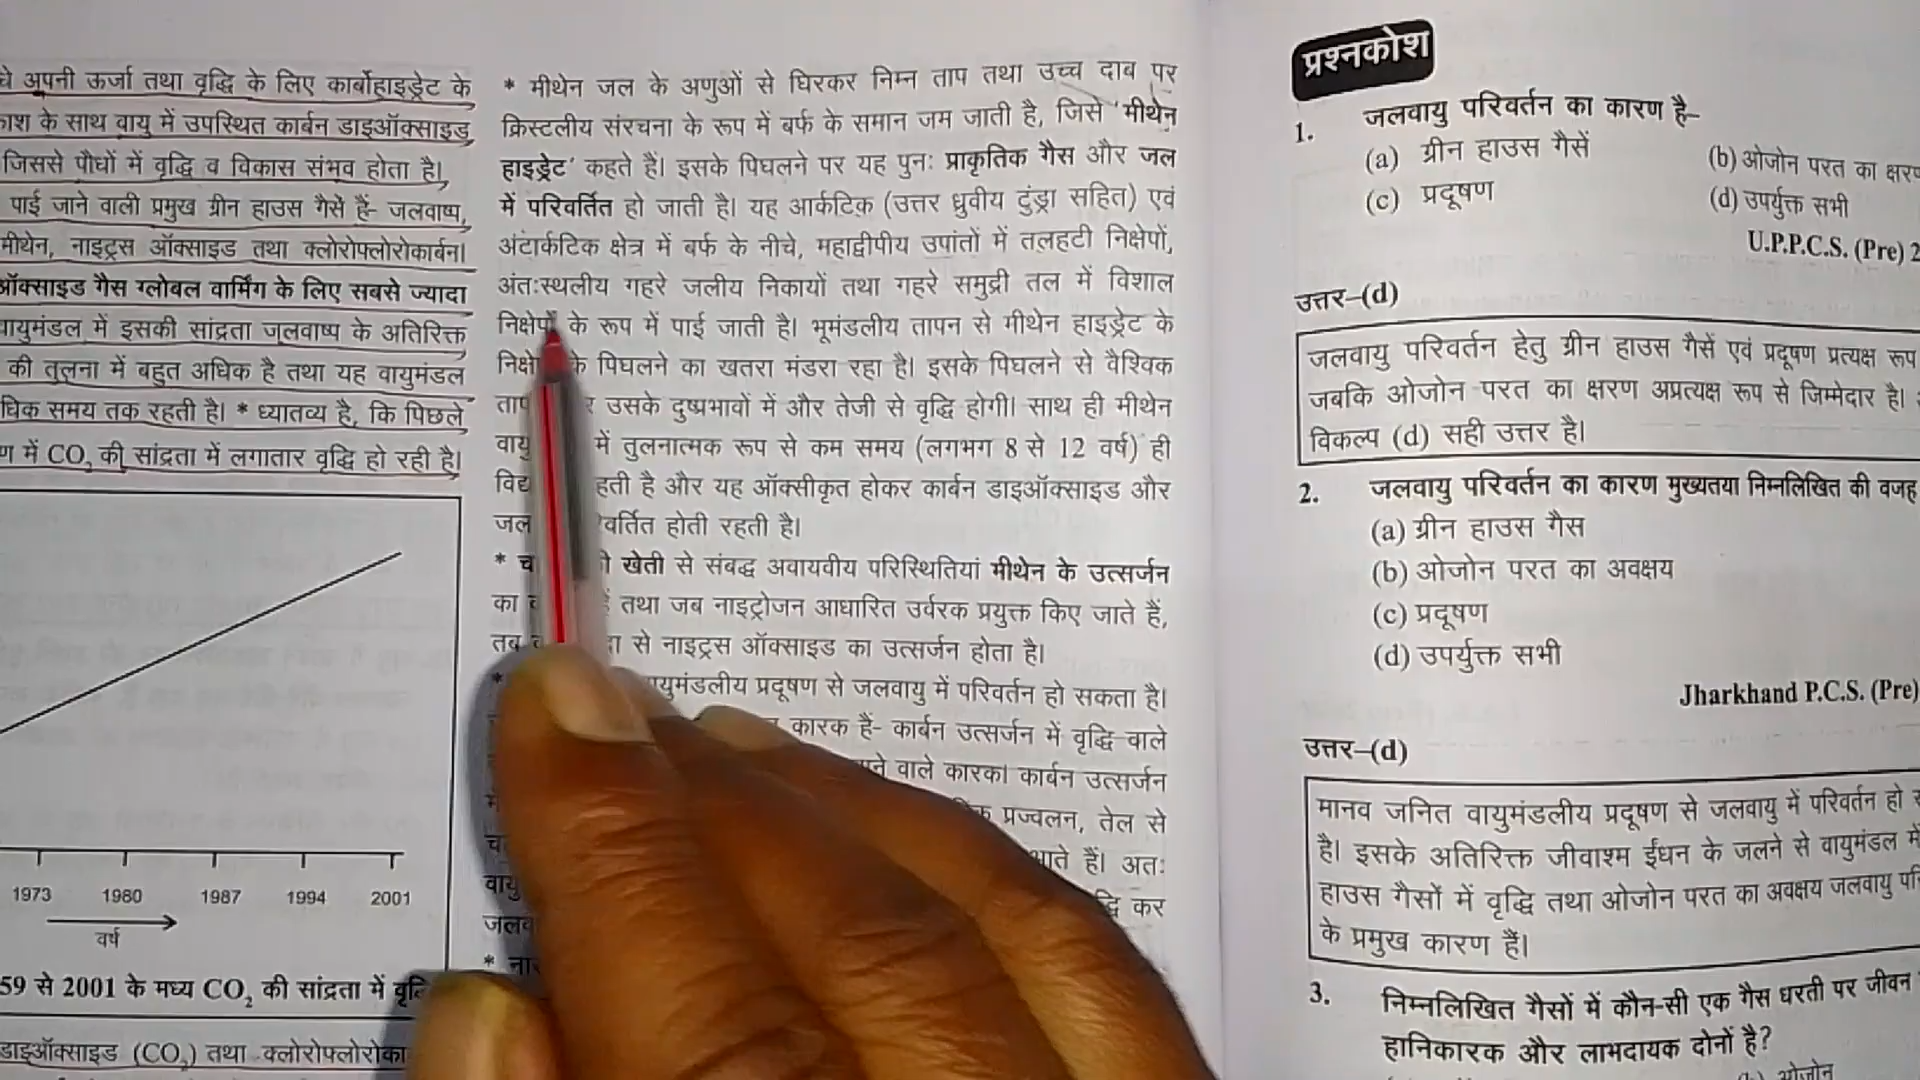 अपनी ऊर्जा तथा वृद्धि के लिए कार्बोहाइड्रेट के
के साथ वायु में उपस्थित कार्बन डाइऑक्साइड,
जिससे पौधों में वृद्धि व विकास संभव होता है।
पाई जाने वाली प्रमुख ग्रीन हाउस गैसें हैं- जलवाष्प,
मीथेन, नाइट्रस ऑक्साइड तथा क्लोरोफ्लोरोकार्बन।
ऑक्साइड गैस ग्लोबल वार्मिंग के लिए सबसे ज्यादा
वायुमंडल में इसकी सांद्रता जलवाष्प के अतिरिक्त
की तुलना में बहुत अधिक है तथा यह वायुमंडल
समय तक रहती है। * ध्यातव्य है, कि पिछले
में CO₂ की सांद्रता में लगातार वृद्धि हो रही है।
1973 1980 1987 1994 2001
वर्ष
59 से 2001 के मध्य CO₂ की सांद्रता में
डाइऑक्साइड (CO₂) तथा क्लोरोफ्लोरोका
* मीथेन जल के अणुओं से घिरकर निम्न ताप तथा उच्च दाब पर
क्रिस्टलीय संरचना के रूप में बर्फ के समान जम जाती है, जिसे 'मीथेन
हाइड्रेट' कहते हैं। इसके पिघलने पर यह पुनः प्राकृतिक गैस और जल
में परिवर्तित हो जाती है। यह आर्कटिक (उत्तर ध्रुवीय टुंड्रा सहित) एवं
अंटार्कटिक क्षेत्र में बर्फ के नीचे, महाद्वीपीय उपांतों में तलहटी निक्षेपों,
अंतःस्थलीय गहरे जलीय निकायों तथा गहरे समुद्री तल में विशाल
निक्षेपों के रूप में पाई जाती है। भूमंडलीय तापन से मीथेन हाइड्रेट के
के पिघलने का खतरा मंडरा रहा है। इसके पिघलने से वैश्विक
उसके दुष्प्रभावों में और तेजी से वृद्धि होगी। साथ ही मीथेन
में तुलनात्मक रूप से कम समय (लगभग 8 से 12 वर्ष) ही
है और यह ऑक्सीकृत होकर कार्बन डाइऑक्साइड और
जल होती रहती है।
* खेती से संबद्ध अवायवीय परिस्थितियां मीथेन के उत्सर्जन
का तथा जब नाइट्रोजन आधारित उर्वरक प्रयुक्त किए जाते हैं,
तब से नाइट्रस ऑक्साइड का उत्सर्जन होता है।
* प्रदूषण से जलवायु में परिवर्तन हो सकता है।
कारक हैं- कार्बन उत्सर्जन में वृद्धि वाले
वाले कारक। कार्बन उत्सर्जन
प्रज्वलन, तेल से
हैं। अतः
कर
*
प्रश्नकोश
1. जलवायु परिवर्तन का कारण है–
(a) ग्रीन हाउस गैसें (b) ओजोन परत का
(c) प्रदूषण (d) उपर्युक्त सभी
U.P.P.C.S. (Pre) 2
उत्तर–(d)
जलवायु परिवर्तन हेतु ग्रीन हाउस गैसें एवं प्रदूषण प्रत्यक्ष रूप
जबकि ओजोन परत का क्षरण अप्रत्यक्ष रूप से जिम्मेदार है।
विकल्प (d) सही उत्तर है।
2. जलवायु परिवर्तन का कारण मुख्यतया निम्नलिखित की वजह
(a) ग्रीन हाउस गैस
(b) ओजोन परत का अवक्षय
(c) प्रदूषण
(d) उपर्युक्त सभी
Jharkhand P.C.S. (Pre)
उत्तर–(d)
मानव जनित वायुमंडलीय प्रदूषण से जलवायु में परिवर्तन हो
है। इसके अतिरिक्त जीवाश्म ईंधन के जलने से वायुमंडल में
हाउस गैसों में वृद्धि तथा ओजोन परत का अवक्षय जलवायु
के प्रमुख कारण हैं।
3. निम्नलिखित गैसों में कौन-सी एक गैस धरती पर जीवन
हानिकारक और लाभदायक दोनों है?
(b) ओजोन